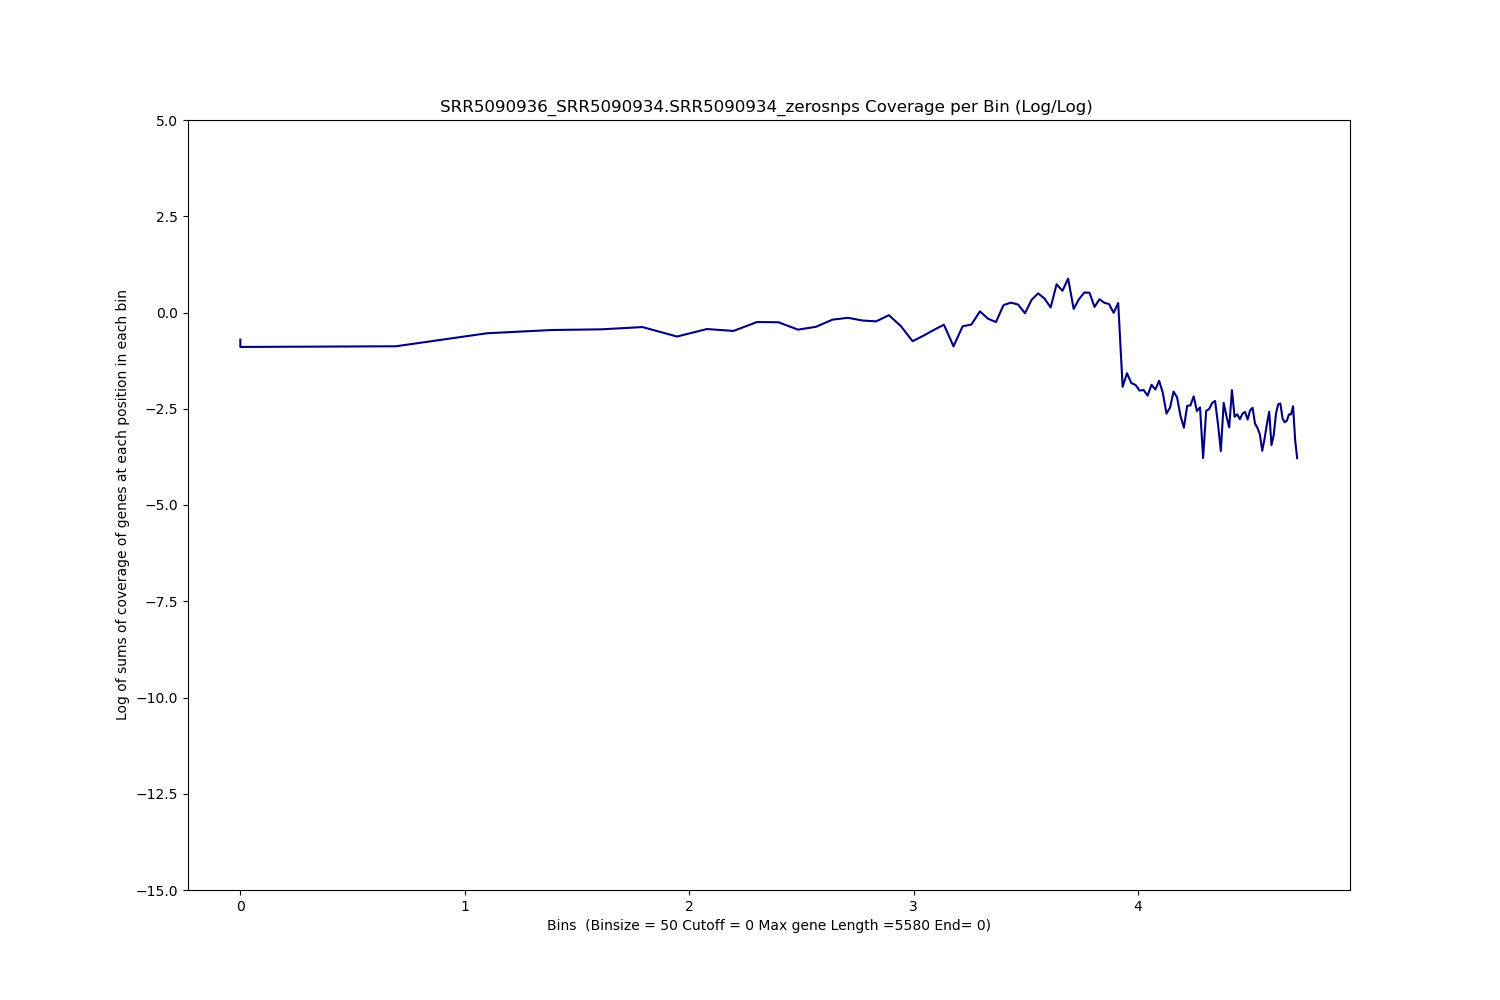 SRR5090936_SRR5090934.SRR5090934_zerosnps Coverage per Bin (Log/Log)
5.0
2.5
0.0
−2.5
−5.0
−7.5
−10.0
−12.5
−15.0
Log of sums of coverage of genes at each position in each bin
0 1 2 3 4
Bins  (Binsize = 50 Cutoff = 0 Max gene Length =5580 End= 0)